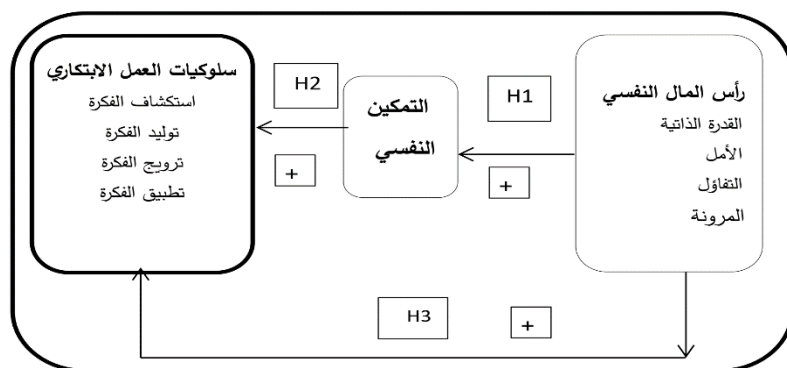 رأس المال النفسي
القدرة الذاتية
الأمل
التفاؤل
المرونة
H1
+
التمكين
النفسي
H2
+
سلوكيات العمل الابتكاري
استكشاف الفكرة
توليد الفكرة
ترويج الفكرة
تطبيق الفكرة
H3
+